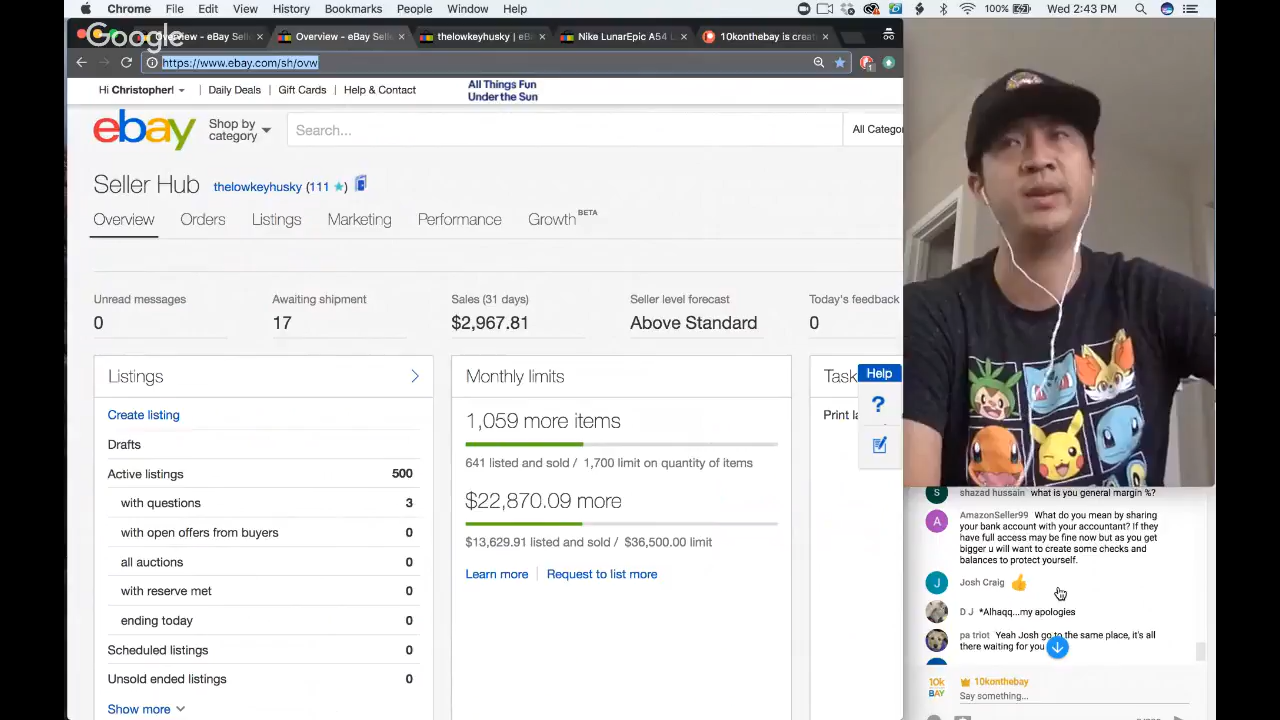 Chrome File Edit View History Bookmarks People Window Help 100% Wed 2:43 PM
Google
Overview - eBay Selle × Overview - eBay Selle × thelowkeyhusky | eB × Nike LunarEpic A54 L × 10konthebay is creat ×
https://www.ebay.com/sh/ovw
Hi Christopher! | Daily Deals | Gift Cards | Help & Contact
All Things Fun
Under the Sun
ebay
Shop by
category
Search...
All Catego
Seller Hub thelowkeyhusky (111 ★)
Overview Orders Listings Marketing Performance Growth BETA
Unread messages Awaiting shipment Sales (31 days) Seller level forecast Today's feedback
0 17 $2,967.81 Above Standard 0
Listings
Create listing
Drafts
Active listings 500
with questions 3
with open offers from buyers 0
all auctions 0
with reserve met 0
ending today 0
Scheduled listings 0
Unsold ended listings 0
Show more
Monthly limits
1,059 more items
641 listed and sold / 1,700 limit on quantity of items
$22,870.09 more
$13,629.91 listed and sold / $36,500.00 limit
Learn more | Request to list more
Task
Print la
Help
?
S shazad hussain what is you general margin %?
A AmazonSeller99 What do you mean by sharing
your bank account with your accountant? If they
have full access may be fine now but as you get
bigger u will want to create some checks and
balances to protect yourself.
J Josh Craig 👍
D J *Alhaqq...my apologies
pa triot Yeah Josh go to the same place, it's all
there waiting for you
10k BAY 10konthebay
Say something...